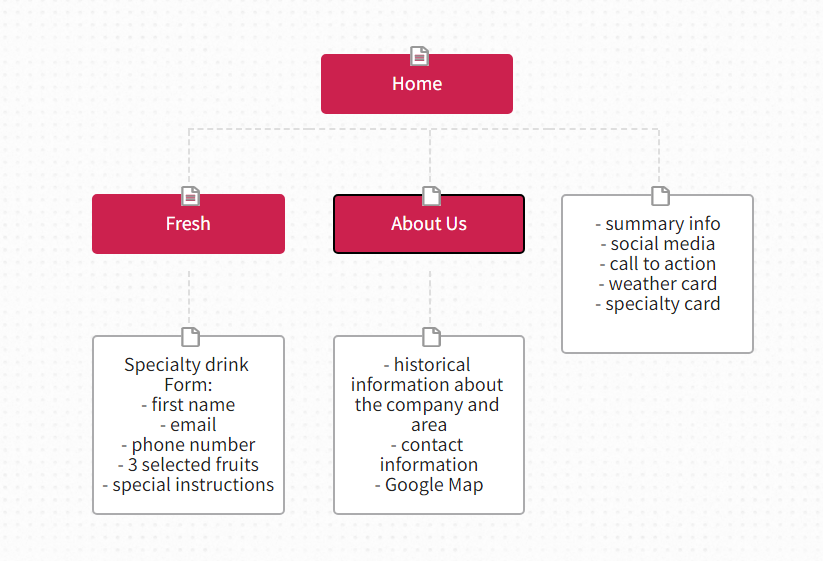 Home
Fresh
About Us
- summary info
- social media
- call to action
- weather card
- specialty card
Specialty drink
Form:
- first name
- email
- phone number
- 3 selected fruits
- special instructions
- historical
information about
the company and
area
- contact
information
- Google Map